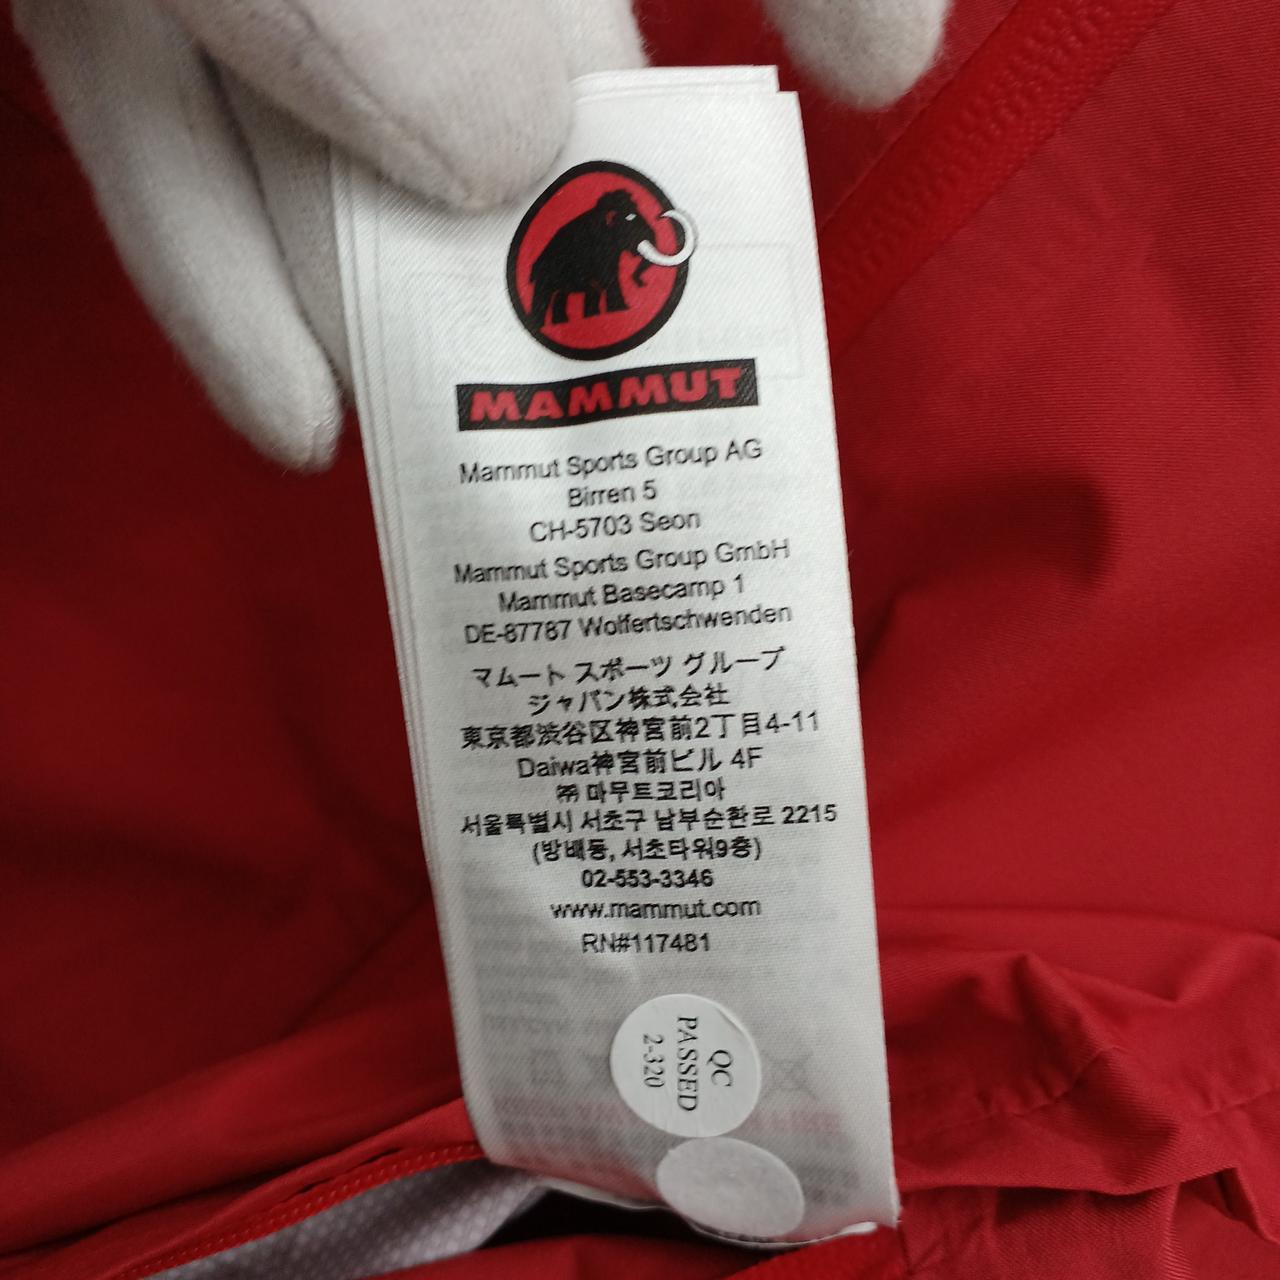 MAMMUT
Mammut Sports Group AG
Birren 5
CH-5703 Seon
Mammut Sports Group GmbH
Mammut Basecamp 1
DE-87787 Wolfertschwenden
マムート スポーツ グループ
ジャパン株式会社
東京都渋谷区神宮前2丁目4-11
Daiwa神宮前ビル 4F
㈜ 마무트코리아
서울특별시 서초구 남부순환로 2215
(방배동, 서초타워9층)
02-553-3346
www.mammut.com
RN#117481
QC
PASSED
2-320